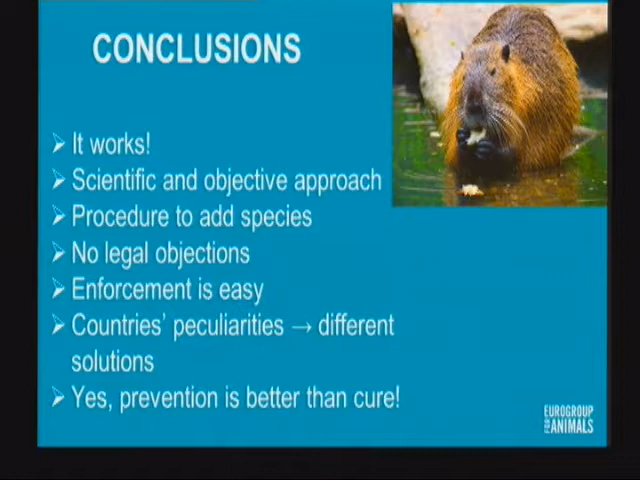 CONCLUSIONS
It works!
Scientific and objective approach
Procedure to add species
No legal objections
Enforcement is easy
Countries' peculiarities → different
solutions
Yes, prevention is better than cure!
EUROGROUP
FOR ANIMALS